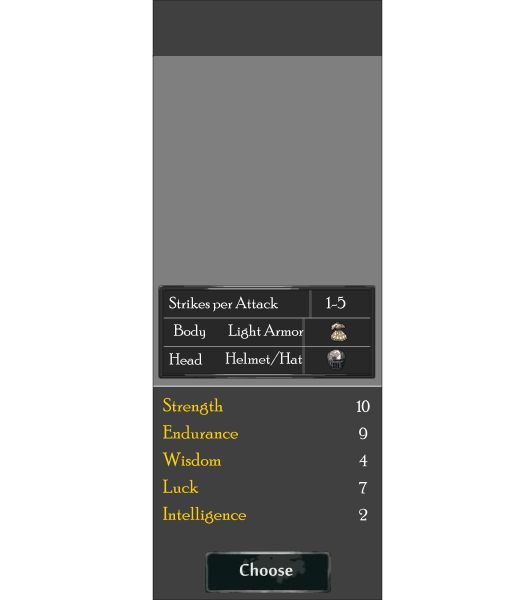 Strikes per Attack 1-5
Body Light Armor
Head Helmet/Hat
Strength 10
Endurance 9
Wisdom 4
Luck 7
Intelligence 2
Choose